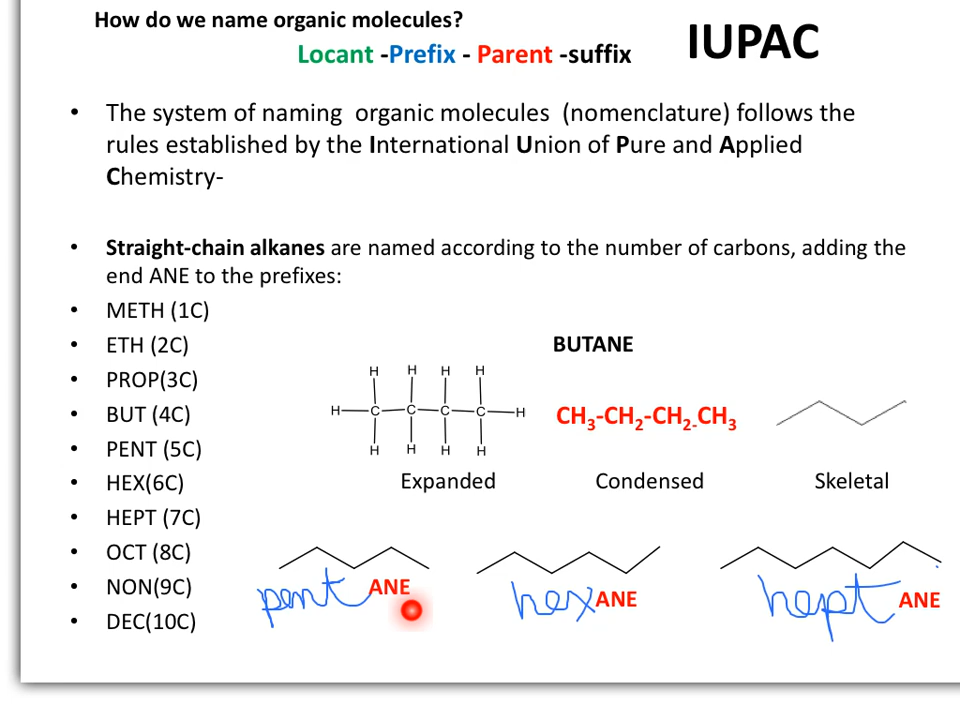 How do we name organic molecules?
Locant -Prefix - Parent -suffix
IUPAC
• The system of naming organic molecules (nomenclature) follows the
rules established by the International Union of Pure and Applied
Chemistry-
• Straight-chain alkanes are named according to the number of carbons, adding the
end ANE to the prefixes:
• METH (1C)
• ETH (2C)
• PROP(3C)
• BUT (4C)
• PENT (5C)
• HEX(6C)
• HEPT (7C)
• OCT (8C)
• NON(9C)
• DEC(10C)
BUTANE
H H H H
H C C C C H
H H H H
CH3-CH2-CH2-CH3
Expanded Condensed Skeletal
pent ANE
hex ANE
hept ANE